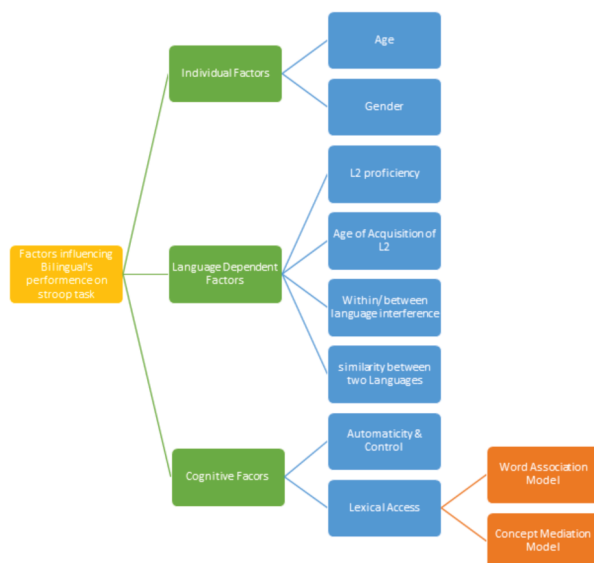 Age
Individual Factors
Gender
L2 proficiency
Age of Acquisition of
L2
Factors influencing
Bilingual's
performence on
stroop task
Language Dependent
Factors
Within/ between
language interference
similarity between
two Languages
Automaticity &
Control
Cognitive Facors
Lexical Access
Word Association
Model
Concept Mediation
Model